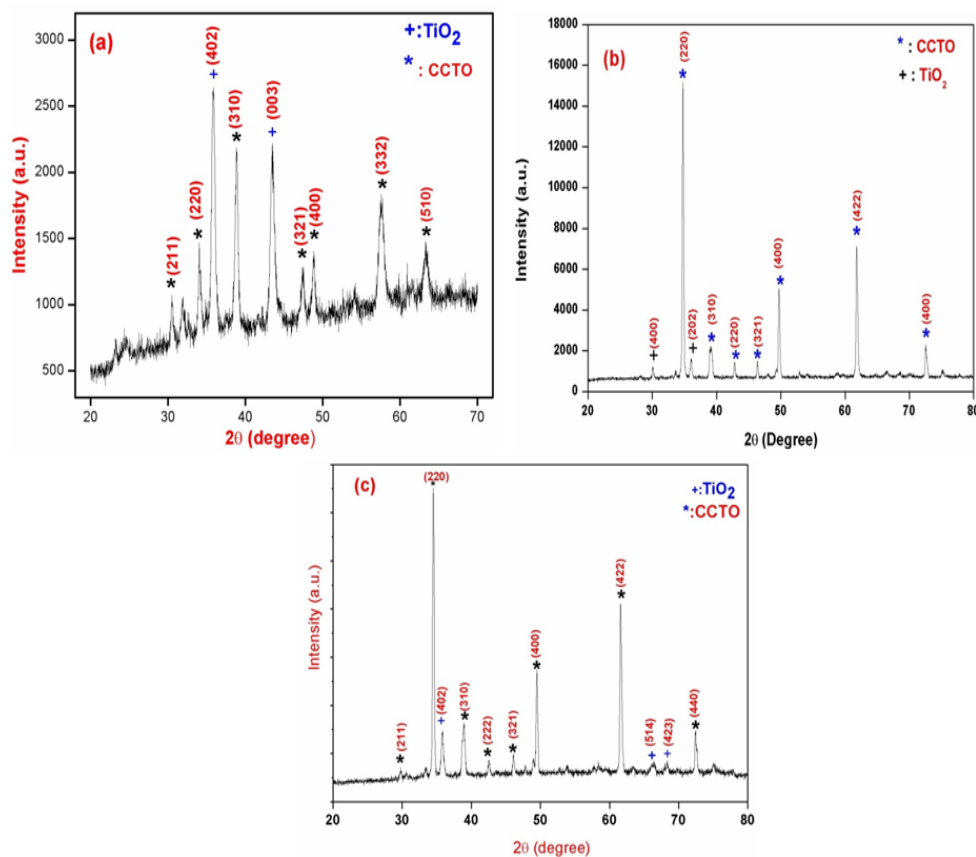 (a)
+:TiO2
* : CCTO
Intensity (a.u.)
3000
2500
2000
1500
1000
500
* (211)
* (220)
+ (402)
* (310)
+ (003)
* (321)
* (400)
* (332)
* (510)
20 30 40 50 60 70
2θ (degree)
(b)
* : CCTO
+ : TiO2
Intensity (a.u.)
18000
16000
14000
12000
10000
8000
6000
4000
2000
0
+ (400)
* (220)
+ (202)
* (310)
* (220)
* (321)
* (400)
* (422)
* (400)
20 30 40 50 60 70 80
2θ (Degree)
(c)
+:TiO2
*:CCTO
Intensity (a.u.)
* (211)
* (220)
+ (402)
* (310)
* (222)
* (321)
* (400)
* (422)
+ (514)
+ (423)
* (440)
20 30 40 50 60 70 80
2θ (degree)